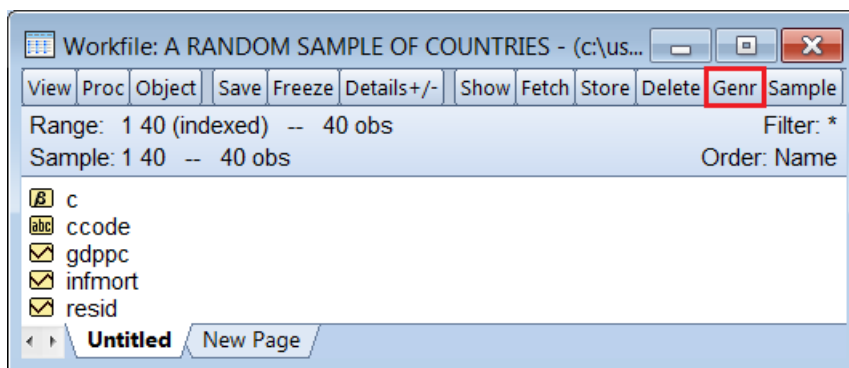 Workfile: A RANDOM SAMPLE OF COUNTRIES - (c:\us...
View Proc Object Save Freeze Details+/- Show Fetch Store Delete Genr Sample
Range: 1 40 (indexed) -- 40 obs Filter: *
Sample: 1 40 -- 40 obs Order: Name
β c
abc ccode
gdppc
infmort
resid
Untitled New Page